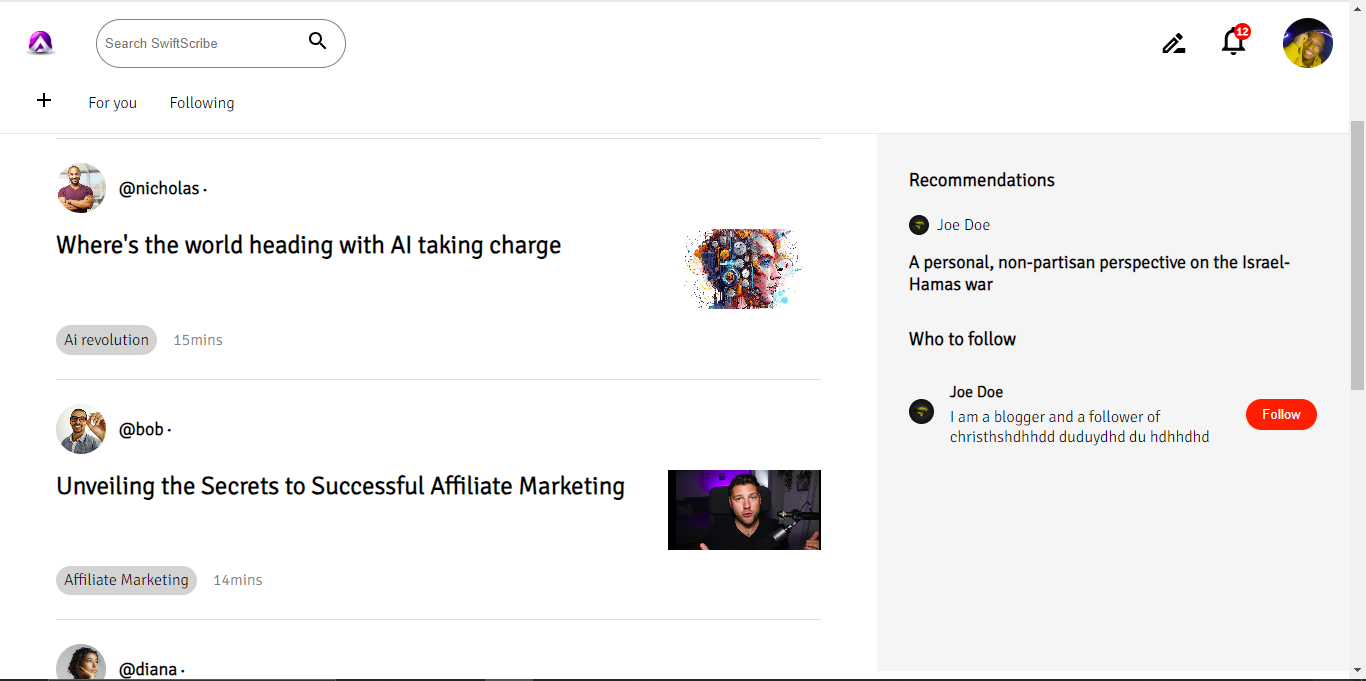 Search SwiftScribe
12
For you
Following
@nicholas ·
Where's the world heading with AI taking charge
Ai revolution
15mins
@bob ·
Unveiling the Secrets to Successful Affiliate Marketing
Affiliate Marketing
14mins
@diana ·
Recommendations
Joe Doe
A personal, non-partisan perspective on the Israel-
Hamas war
Who to follow
Joe Doe
I am a blogger and a follower of
christhshdhhdd duduydhd du hdhhdhd
Follow